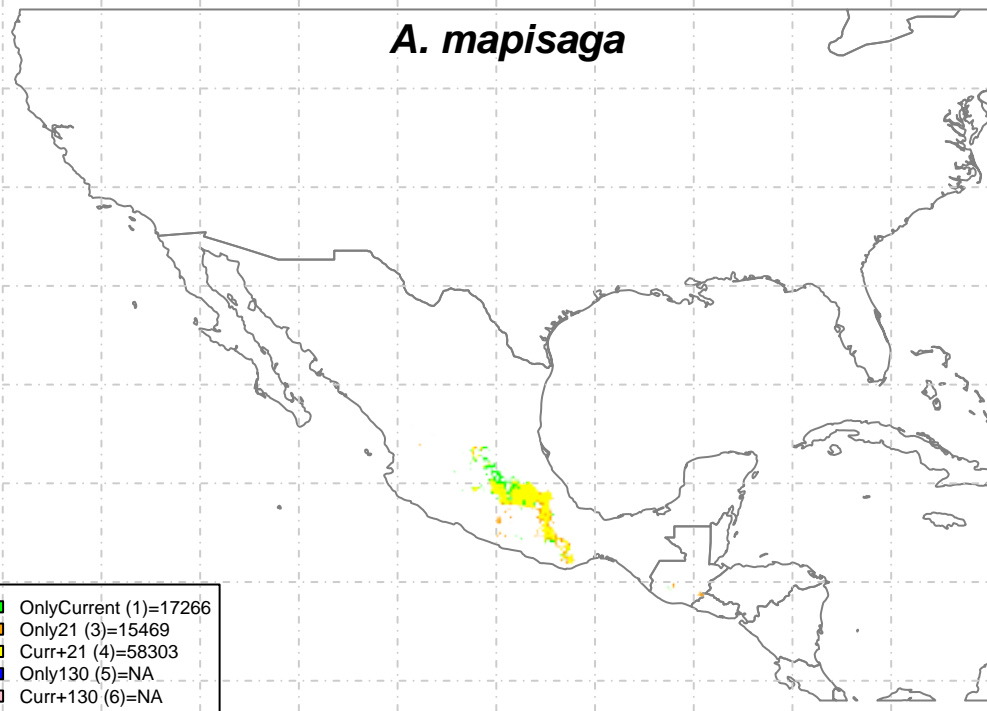 A. mapisaga
OnlyCurrent (1)=17266
Only21 (3)=15469
Curr+21 (4)=58303
Only130 (5)=NA
Curr+130 (6)=NA